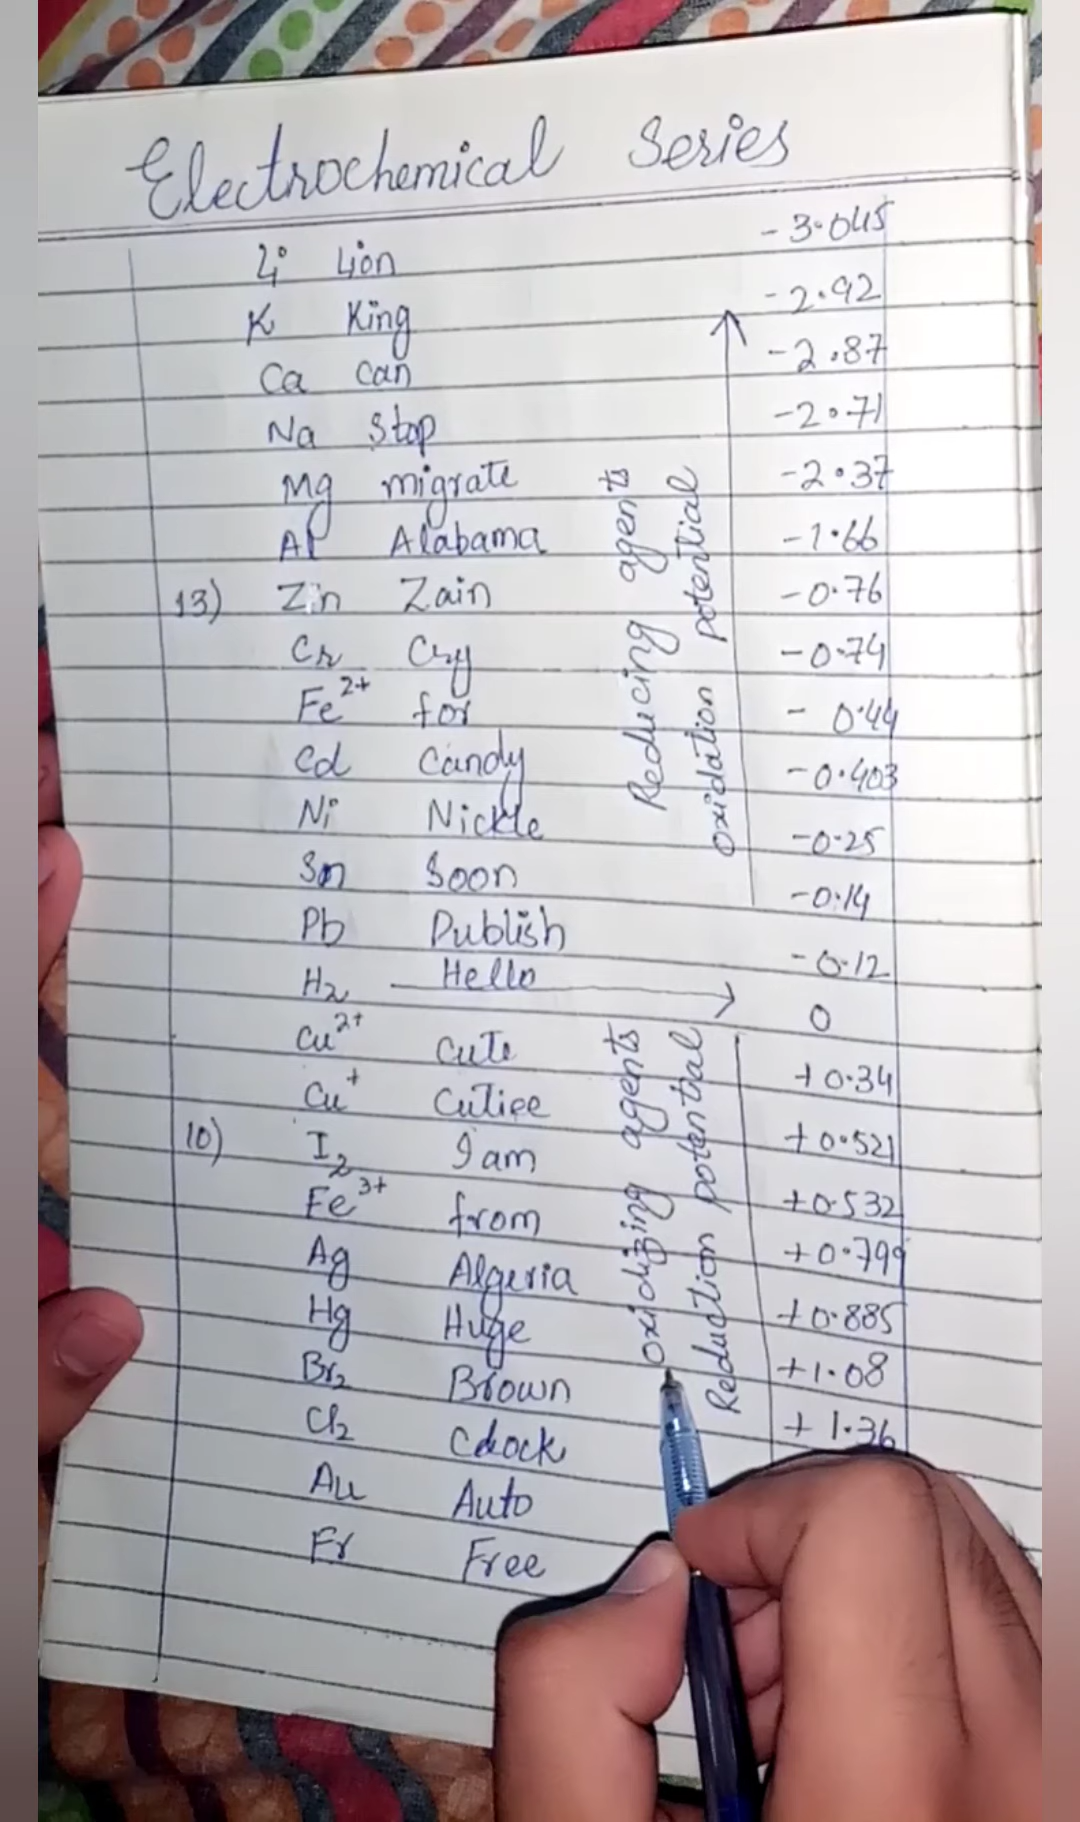 Electrochemical Series
Li Lion -3.045
K King -2.92
Ca Can -2.87
Na Stop -2.71
Mg migrate -2.37
Al Alabama -1.66
13) Zn Zain -0.76
Cr Cry -0.74
Fe2+ for -0.44
Cd Candy -0.403
Ni Nickle -0.25
Sn Soon -0.14
Pb Publish -0.12
H2 Hello → 0
Cu2+ Cute +0.34
Cu+ Cutiee +0.521
10) I2 I am +0.532
Fe3+ from +0.799
Ag Algeria +0.885
Hg Huge +1.08
Br2 Brown +1.36
Cl2 Clock
Au Auto
Fr Free
Reducing agents
oxidation potential
oxidizing agents
Reduction potential